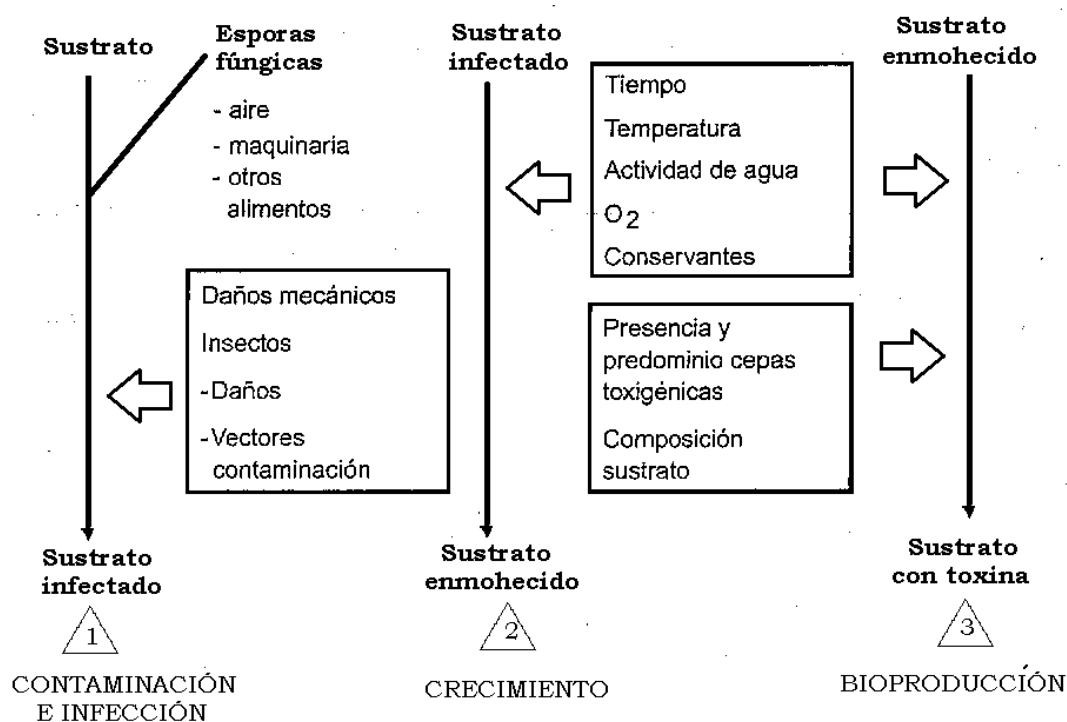 Sustrato
Esporas
fúngicas
- aire
- maquinaria
- otros
alimentos
Daños mecánicos
Insectos
-Daños
-Vectores
contaminación
Sustrato
infectado
1
CONTAMINACIÓN
E INFECCIÓN
Sustrato
infectado
Tiempo
Temperatura
Actividad de agua
O2
Conservantes
Presencia y
predominio cepas
toxigénicas
Composición
sustrato
Sustrato
enmohecido
2
CRECIMIENTO
Sustrato
enmohecido
Sustrato
con toxina
3
BIOPRODUCCIÓN